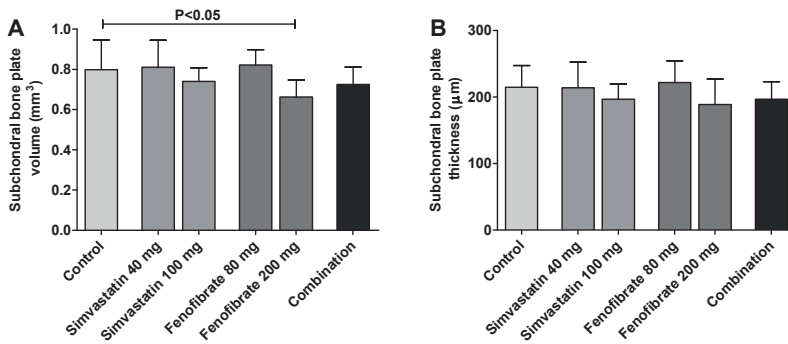 A
P<0.05
Subchondral bone plate
volume (mm³)
1.0
0.8
0.6
0.4
0.2
0.0
Control
Simvastatin 40 mg
Simvastatin 100 mg
Fenofibrate 80 mg
Fenofibrate 200 mg
Combination
B
Subchondral bone plate
thickness (μm)
300
200
100
0
Control
Simvastatin 40 mg
Simvastatin 100 mg
Fenofibrate 80 mg
Fenofibrate 200 mg
Combination